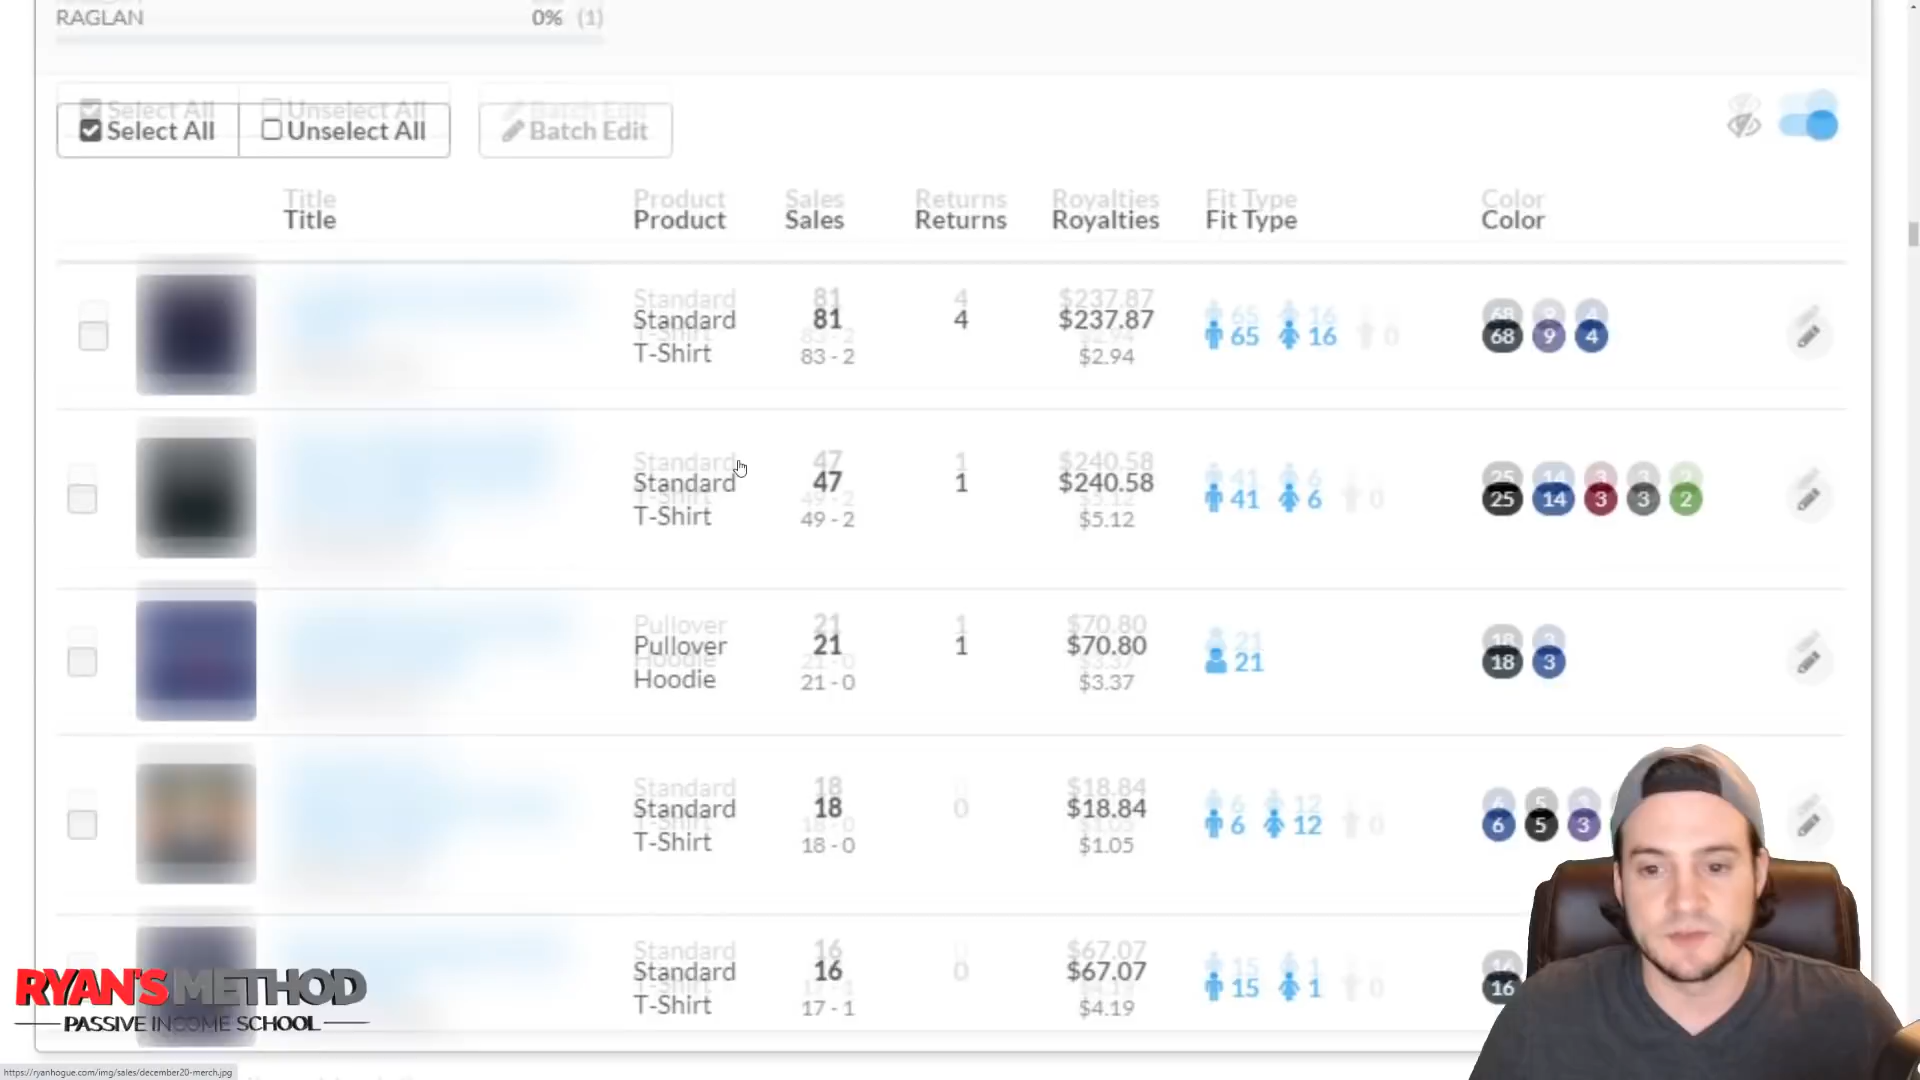 RAGLAN 0% (1)
Select All Unselect All Batch Edit
Title Product Sales Returns Royalties Fit Type Color
Standard 81 4 $237.87 65 16 0 68 9 4
T-Shirt 83 - 2 $2.94
Standard 47 1 $240.58 41 6 0 25 14 3 3 2
T-Shirt 49 - 2 $5.12
Pullover 21 1 $70.80 21 18 3
Hoodie 21 - 0 $3.37
Standard 18 0 $18.84 6 12 0 6 5 3
T-Shirt 18 - 0 $1.05
Standard 16 0 $67.07 15 1 0 16
T-Shirt 17 - 1 $4.19
RYAN'S METHOD
PASSIVE INCOME SCHOOL
https://ryanhogue.com/img/sales/december20-merch.jpg